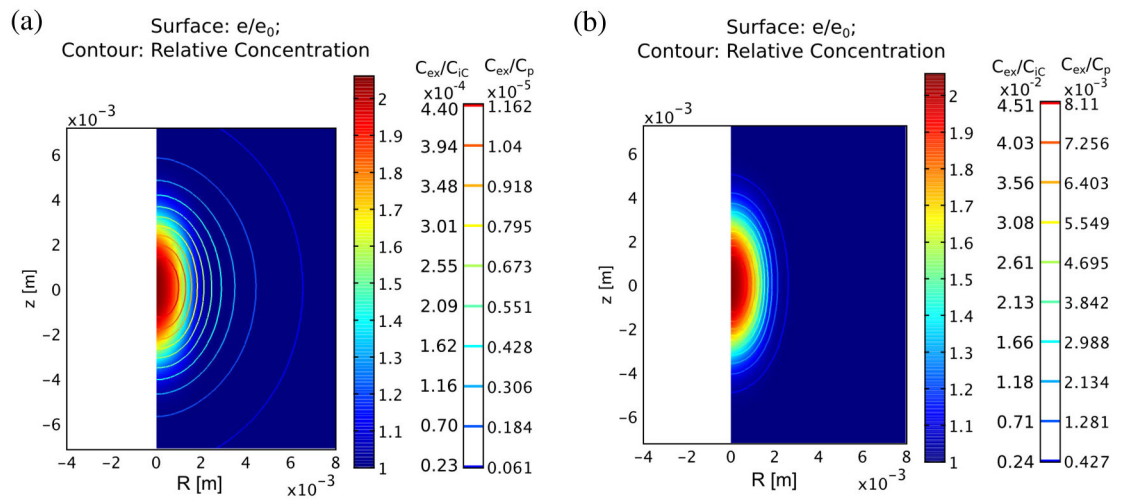 (a)
Surface: e/e₀;
Contour: Relative Concentration
x10⁻³
6
4
2
0
−2
−4
−6
z [m]
−4 −2 0 2 4 6 8
R [m]
x10⁻³
2
1.9
1.8
1.7
1.6
1.5
1.4
1.3
1.2
1.1
1
C_ex/C_iC C_ex/C_p
x10⁻⁴ x10⁻⁵
4.40 1.162
3.94 1.04
3.48 0.918
3.01 0.795
2.55 0.673
2.09 0.551
1.62 0.428
1.16 0.306
0.70 0.184
0.23 0.061
(b)
Surface: e/e₀;
Contour: Relative Concentration
x10⁻³
6
4
2
0
−2
−4
−6
z [m]
−4 −2 0 2 4 6 8
R [m]
x10⁻³
2
1.9
1.8
1.7
1.6
1.5
1.4
1.3
1.2
1.1
1
C_ex/C_iC C_ex/C_p
x10⁻² x10⁻³
4.51 8.11
4.03 7.256
3.56 6.403
3.08 5.549
2.61 4.695
2.13 3.842
1.66 2.988
1.18 2.134
0.71 1.281
0.24 0.427